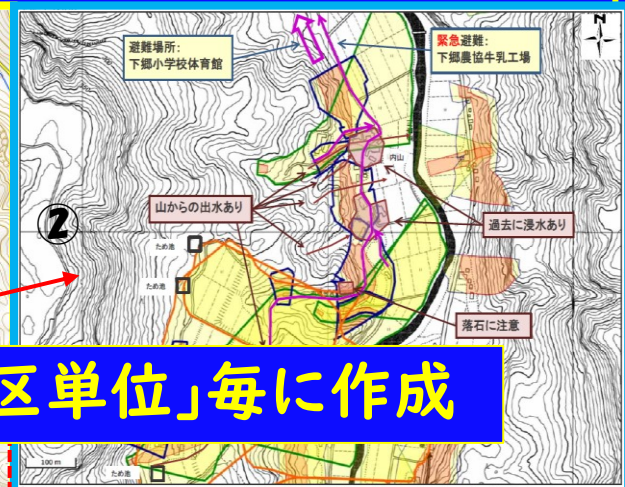 N
避難場所:
下郷小学校体育館
緊急避難:
下郷農協牛乳工場
内山
山からの出水あり
過去に浸水あり
②
ため池
ため池
落石に注意
区単位」毎に作成
100 m
ため池